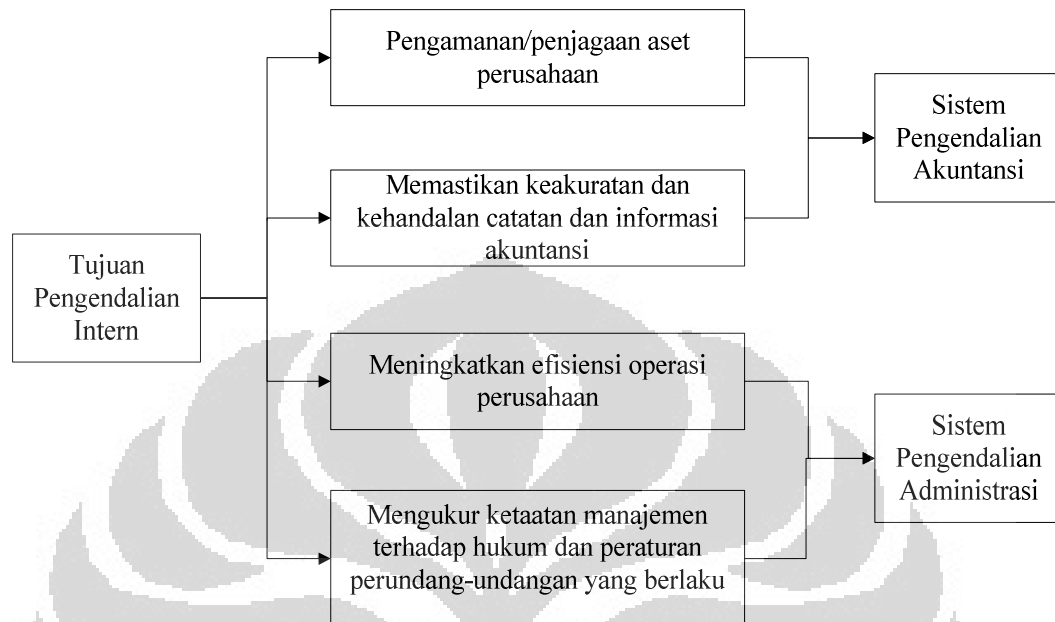 Pengamanan/penjagaan aset
perusahaan
Sistem
Pengendalian
Akuntansi
Memastikan keakuratan dan
kehandalan catatan dan informasi
akuntansi
Tujuan
Pengendalian
Intern
Meningkatkan efisiensi operasi
perusahaan
Sistem
Pengendalian
Administrasi
Mengukur ketaatan manajemen
terhadap hukum dan peraturan
perundang-undangan yang berlaku